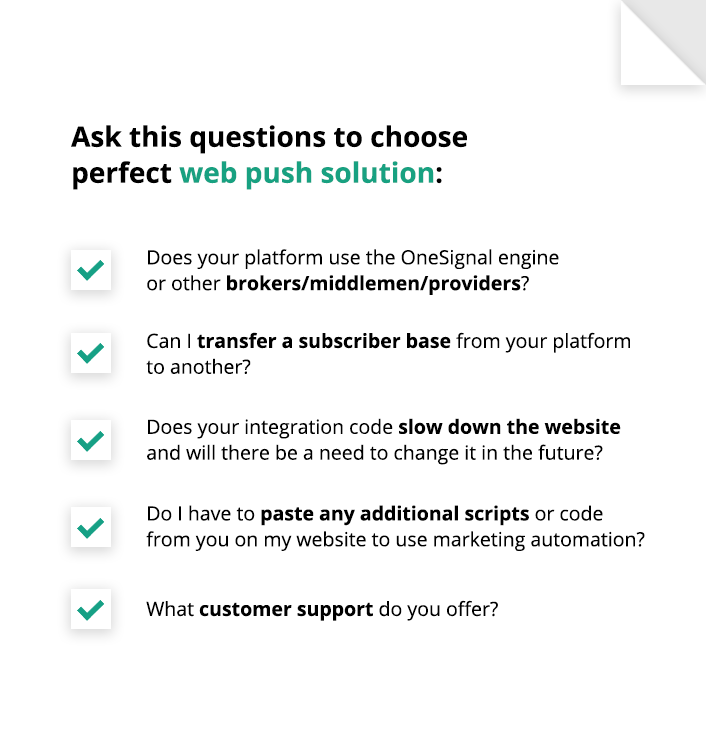 Ask this questions to choose
perfect web push solution:
Does your platform use the OneSignal engine
or other brokers/middlemen/providers?
Can I transfer a subscriber base from your platform
to another?
Does your integration code slow down the website
and will there be a need to change it in the future?
Do I have to paste any additional scripts or code
from you on my website to use marketing automation?
What customer support do you offer?